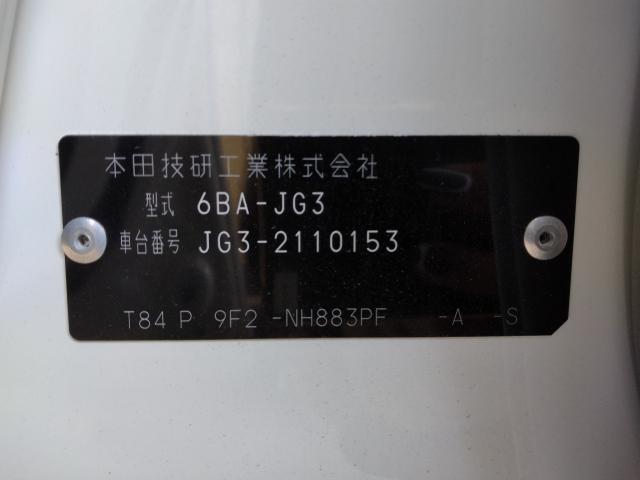 本田技研工業株式会社
型式 6BA-JG3
車台番号 JG3-2110153
T84 P 9F2 -NH883PF -A -S